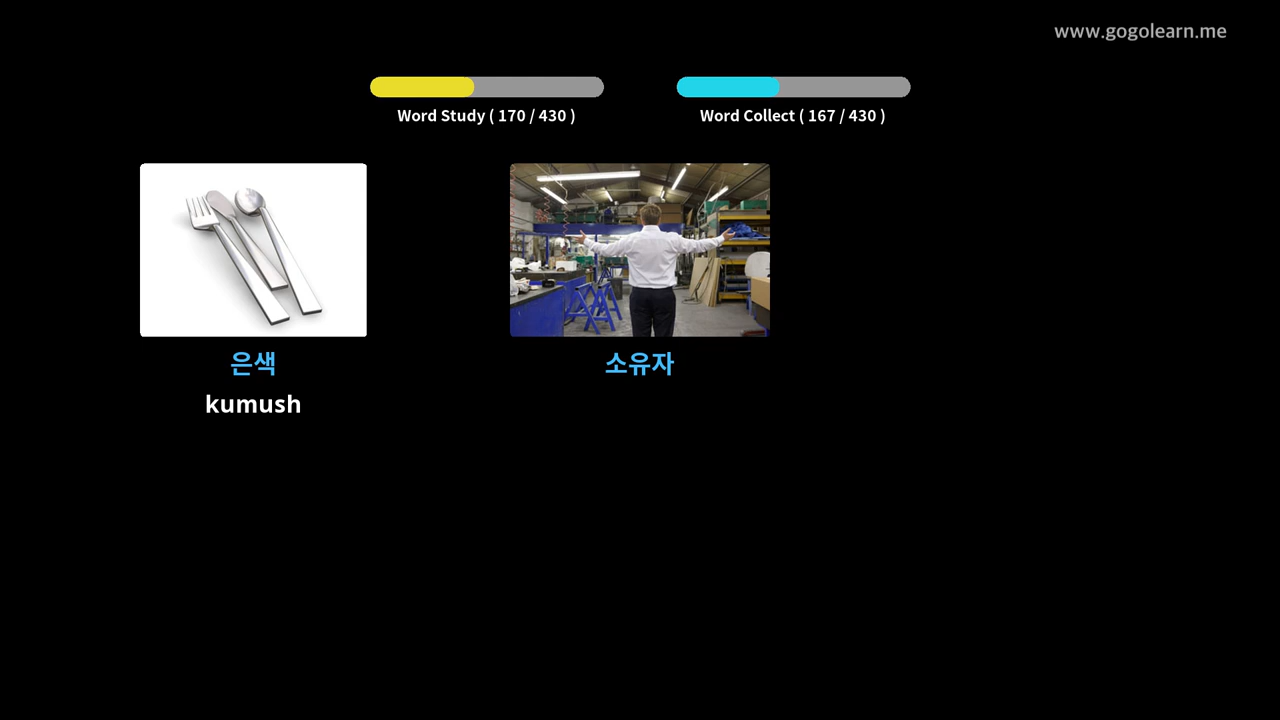 www.gogolearn.me
Word Study ( 170 / 430 )
Word Collect ( 167 / 430 )
은색
소유자
kumush